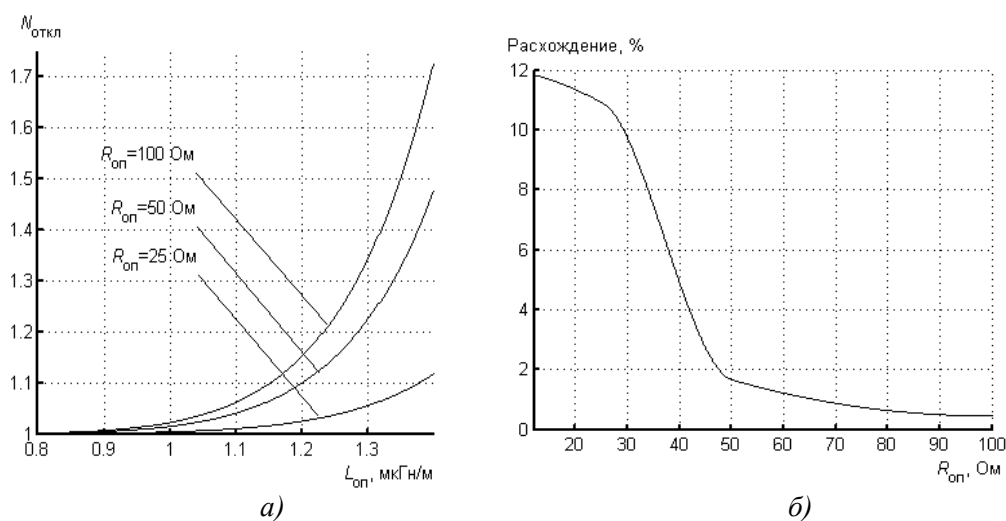 Nоткл
1.7
1.6
1.5
1.4
1.3
1.2
1.1
1
Rоп=100 Ом
Rоп=50 Ом
Rоп=25 Ом
0.8 0.9 1 1.1 1.2 1.3
Lоп, мкГн/м
а)
Расхождение, %
12
10
8
6
4
2
0
20 30 40 50 60 70 80 90 100
Rоп, Ом
б)